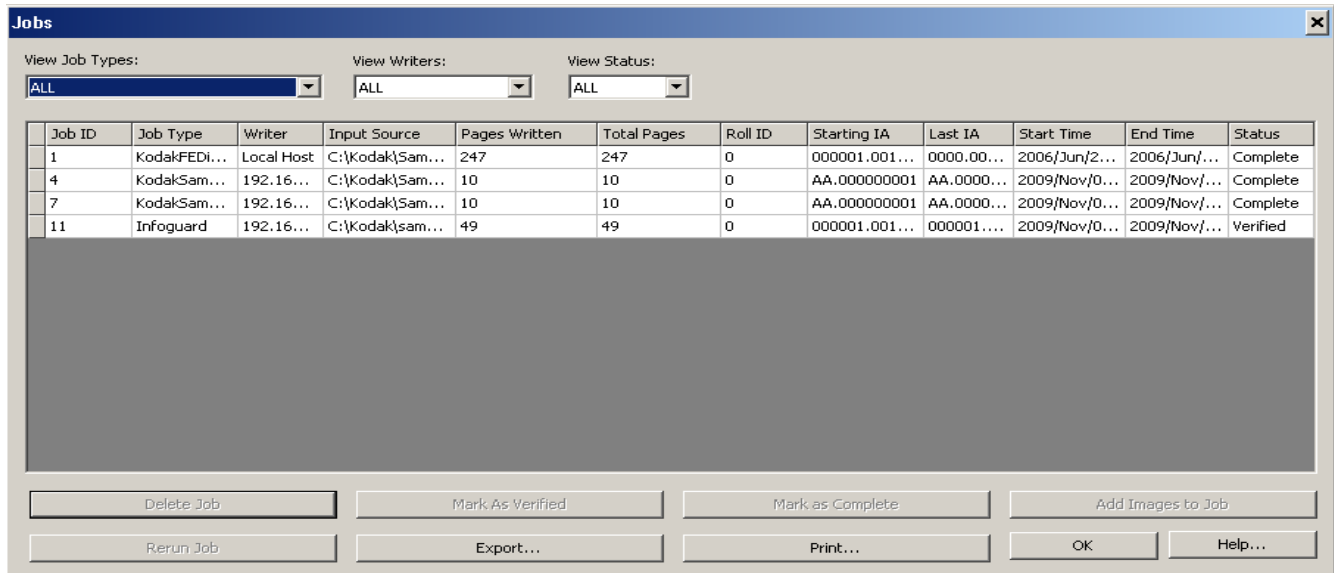 Jobs
View Job Types: View Writers: View Status:
ALL ALL ALL
Job ID Job Type Writer Input Source Pages Written Total Pages Roll ID Starting IA Last IA Start Time End Time Status
1 KodakFEDi... Local Host C:\Kodak\Sam... 247 247 0 000001.001... 0000.00... 2006/Jun/2... 2006/Jun/... Complete
4 KodakSam... 192.16... C:\Kodak\Sam... 10 10 0 AA.000000001 AA.0000... 2009/Nov/0... 2009/Nov/... Complete
7 KodakSam... 192.16... C:\Kodak\Sam... 10 10 0 AA.000000001 AA.0000... 2009/Nov/0... 2009/Nov/... Complete
11 Infoguard 192.16... C:\Kodak\sam... 49 49 0 000001.001... 000001.... 2009/Nov/0... 2009/Nov/... Verified
Delete Job Mark As Verified Mark as Complete Add Images to Job
Rerun Job Export... Print... OK Help...